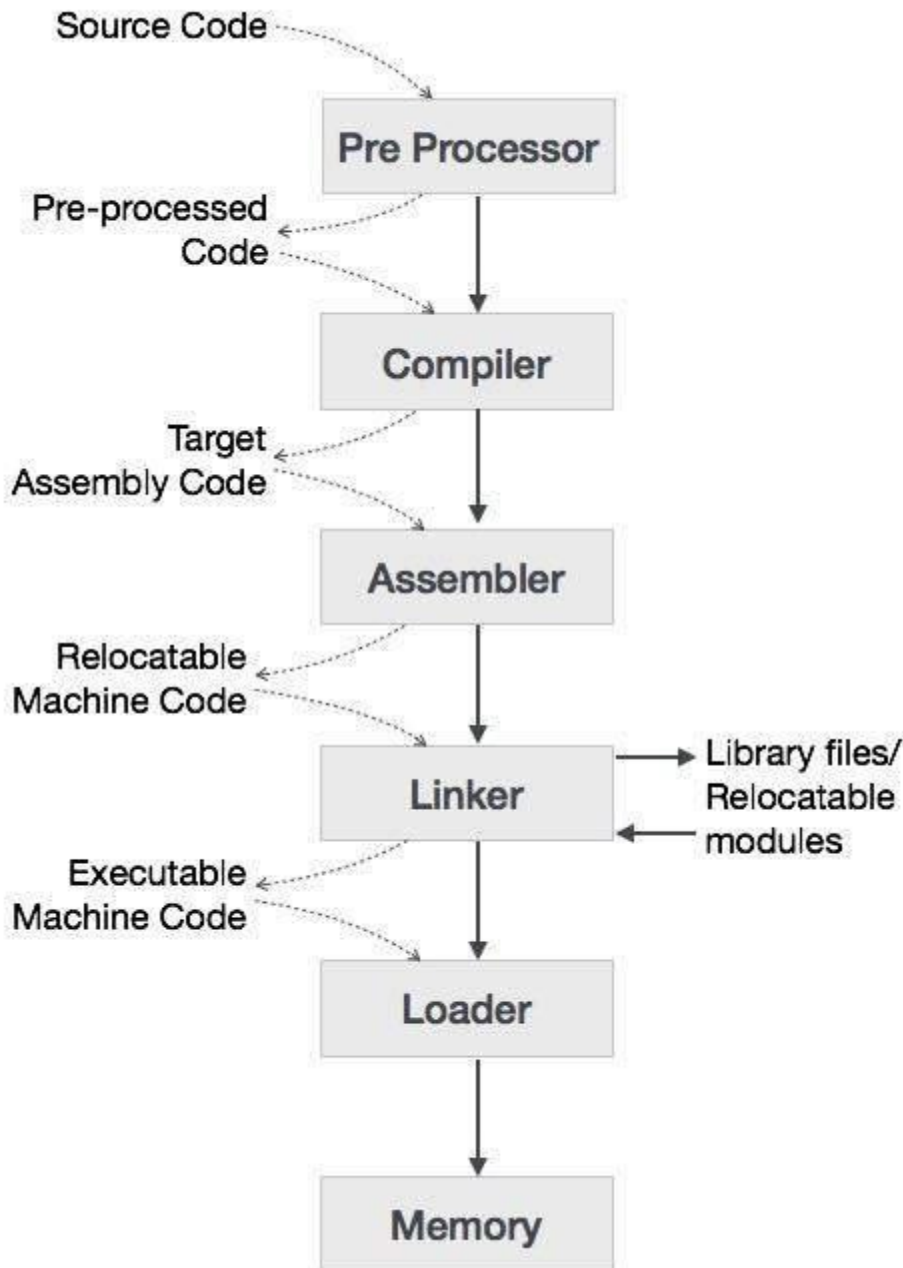 Source Code
Pre Processor
Pre-processed
Code
Compiler
Target
Assembly Code
Assembler
Relocatable
Machine Code
Linker
Library files/
Relocatable
modules
Executable
Machine Code
Loader
Memory